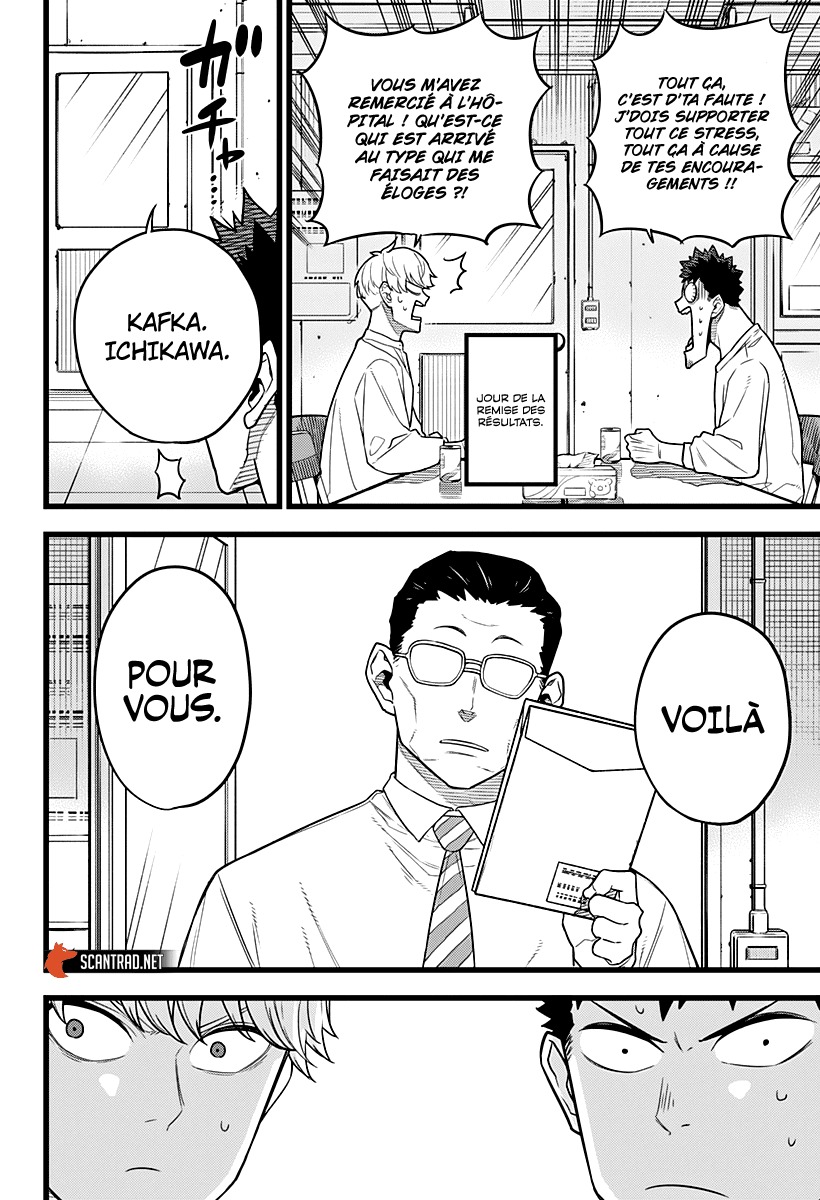 TOUT ÇA,
C'EST D'TA FAUTE !
J'DOIS SUPPORTER
TOUT CE STRESS,
TOUT ÇA À CAUSE
DE TES ENCOURA-
GEMENTS !!
VOUS M'AVEZ
REMERCIÉ À L'HÔ-
PITAL ! QU'EST-CE
QUI EST ARRIVÉ
AU TYPE QUI ME
FAISAIT DES
ÉLOGES ?!
JOUR DE LA
REMISE DES
RÉSULTATS.
ガチャ…
KAFKA.
ICHIKAWA.
VOILÀ
POUR
VOUS.
SCANTRAD.NET